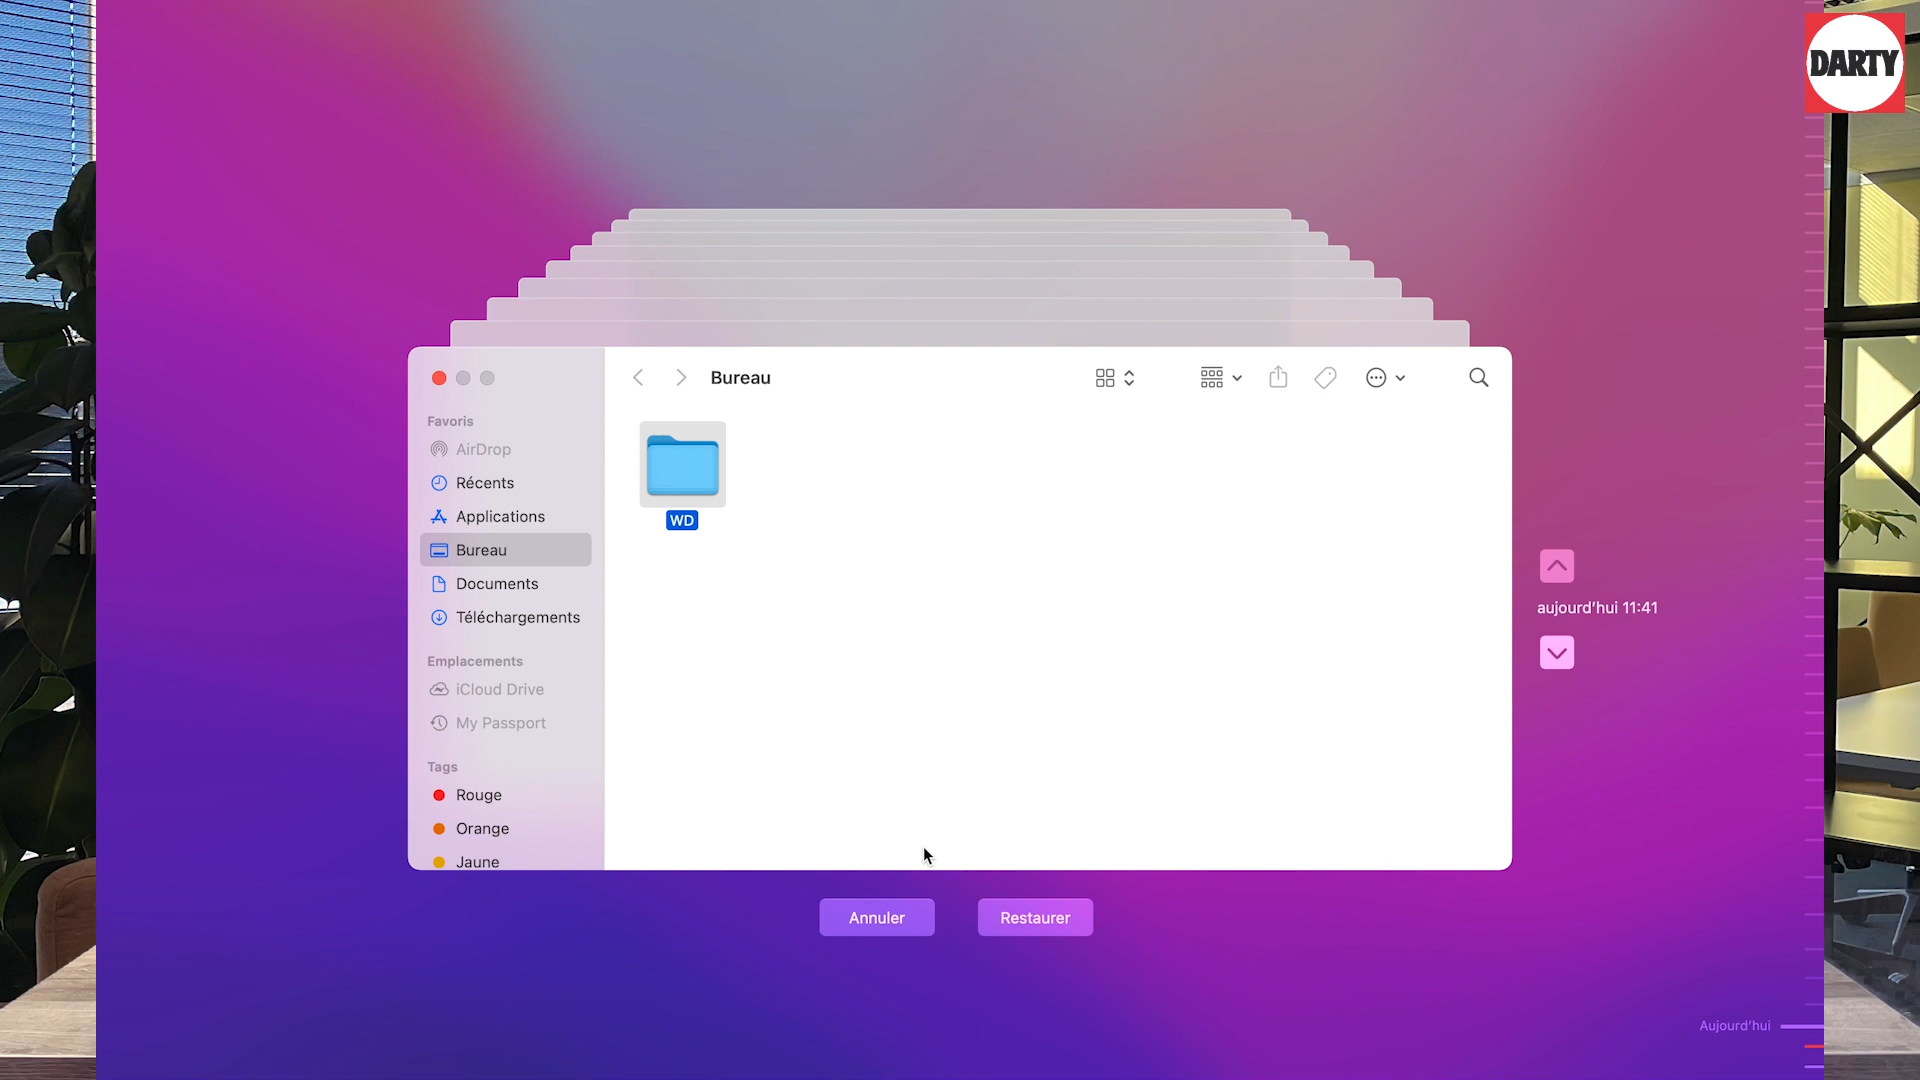 DARTY
Bureau
Favoris
AirDrop
Récents
Applications
Bureau
Documents
Téléchargements
Emplacements
iCloud Drive
My Passport
Tags
Rouge
Orange
Jaune
WD
aujourd'hui 11:41
Annuler
Restaurer
Aujourd'hui